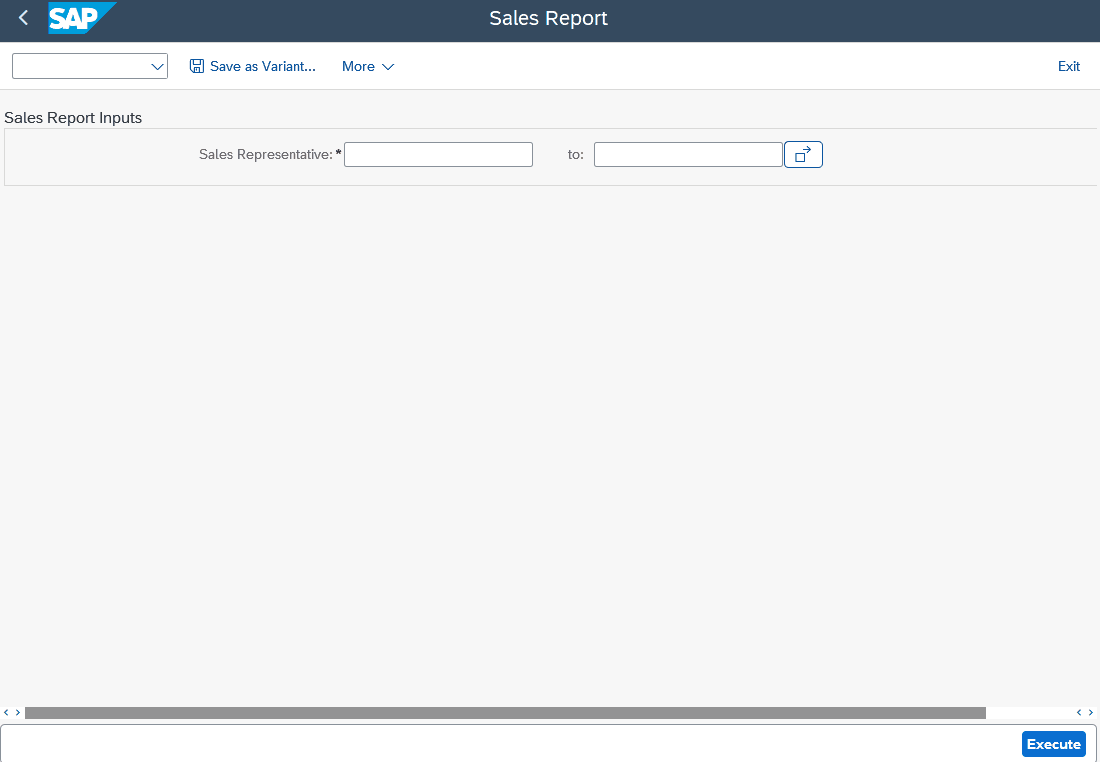 SAP
Sales Report
Save as Variant... More Exit
Sales Report Inputs
Sales Representative: * to:
Execute